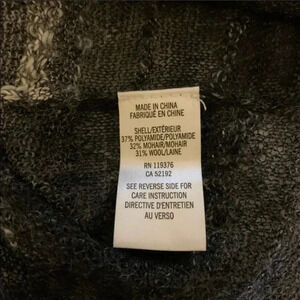 MADE IN CHINA
FABRIQUÉ EN CHINE
SHELL/EXTÉRIEUR
37% POLYAMIDE/POLYAMIDE
32% MOHAIR/MOHAIR
31% WOOL/LAINE
RN 119376
CA 52192
SEE REVERSE SIDE FOR
CARE INSTRUCTION
DIRECTIVE D'ENTRETIEN
AU VERSO